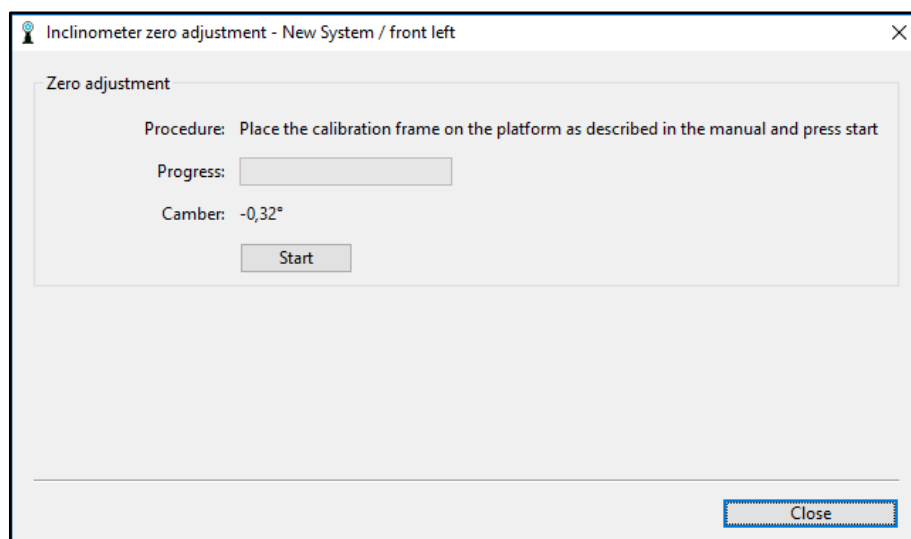 Inclinometer zero adjustment - New System / front left
Zero adjustment
Procedure: Place the calibration frame on the platform as described in the manual and press start
Progress:
Camber: -0,32°
Start
Close